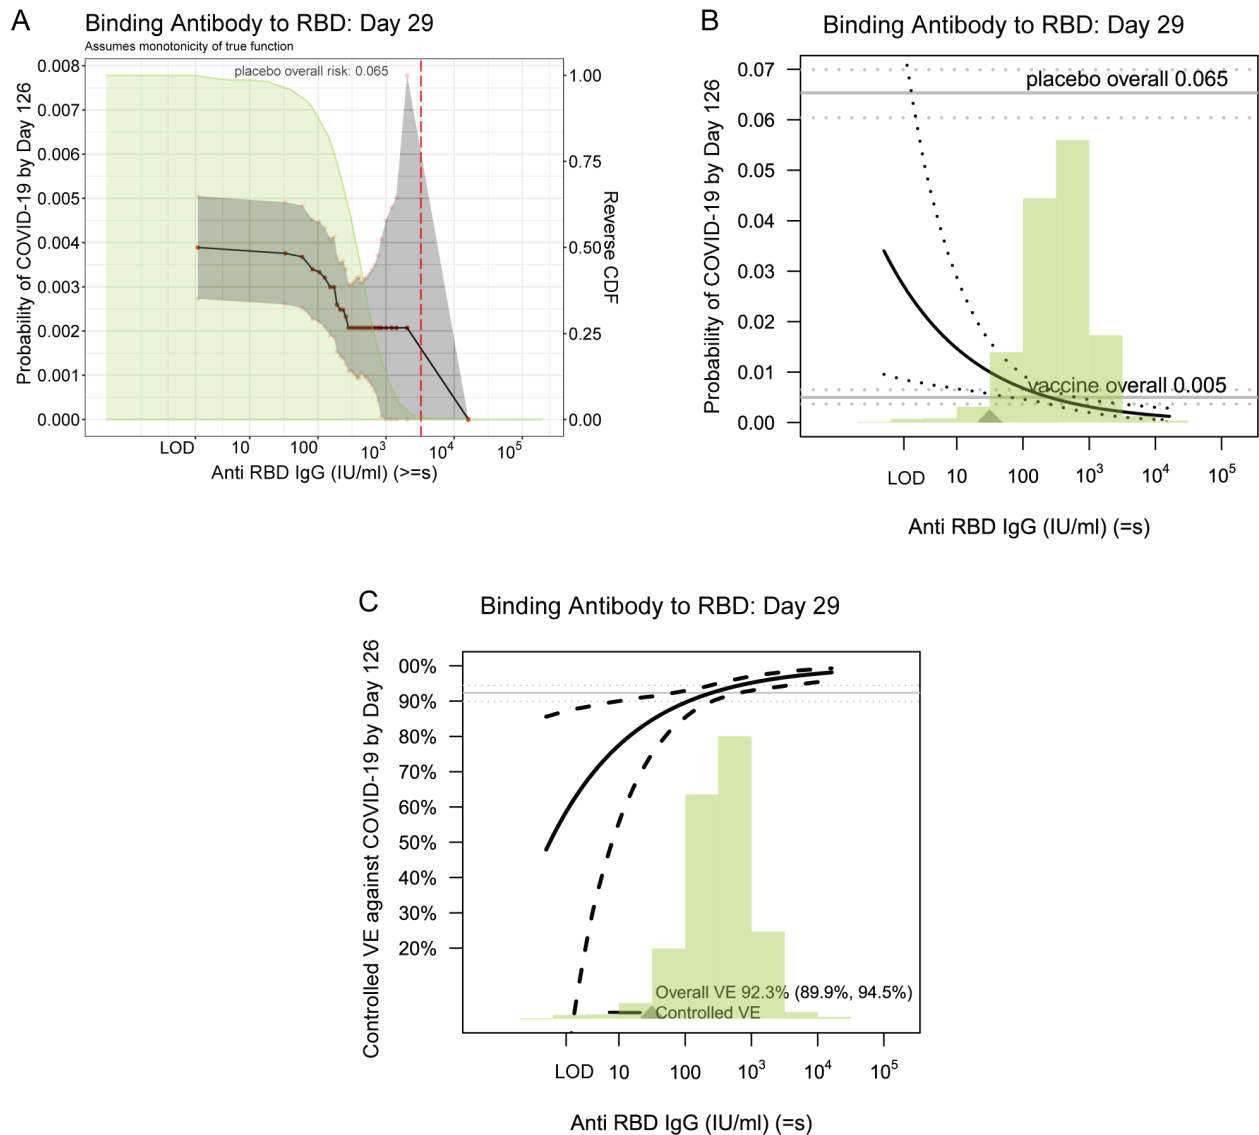 A
Binding Antibody to RBD: Day 29
Assumes monotonicity of true function
placebo overall risk: 0.065
Probability of COVID-19 by Day 126
0.008
0.007
0.006
0.005
0.004
0.003
0.002
0.001
0.000
1.00
0.75
0.50
0.25
0.00
Reverse CDF
LOD 10 100 10³ 10⁴ 10⁵
Anti RBD IgG (IU/ml) (>=s)
B
Binding Antibody to RBD: Day 29
Probability of COVID-19 by Day 126
0.07
0.06
0.05
0.04
0.03
0.02
0.01
0.00
placebo overall 0.065
vaccine overall 0.005
LOD 10 100 10³ 10⁴ 10⁵
Anti RBD IgG (IU/ml) (=s)
C
Binding Antibody to RBD: Day 29
Controlled VE against COVID-19 by Day 126
00%
90%
80%
70%
60%
50%
40%
30%
20%
Overall VE 92.3% (89.9%, 94.5%)
Controlled VE
LOD 10 100 10³ 10⁴ 10⁵
Anti RBD IgG (IU/ml) (=s)